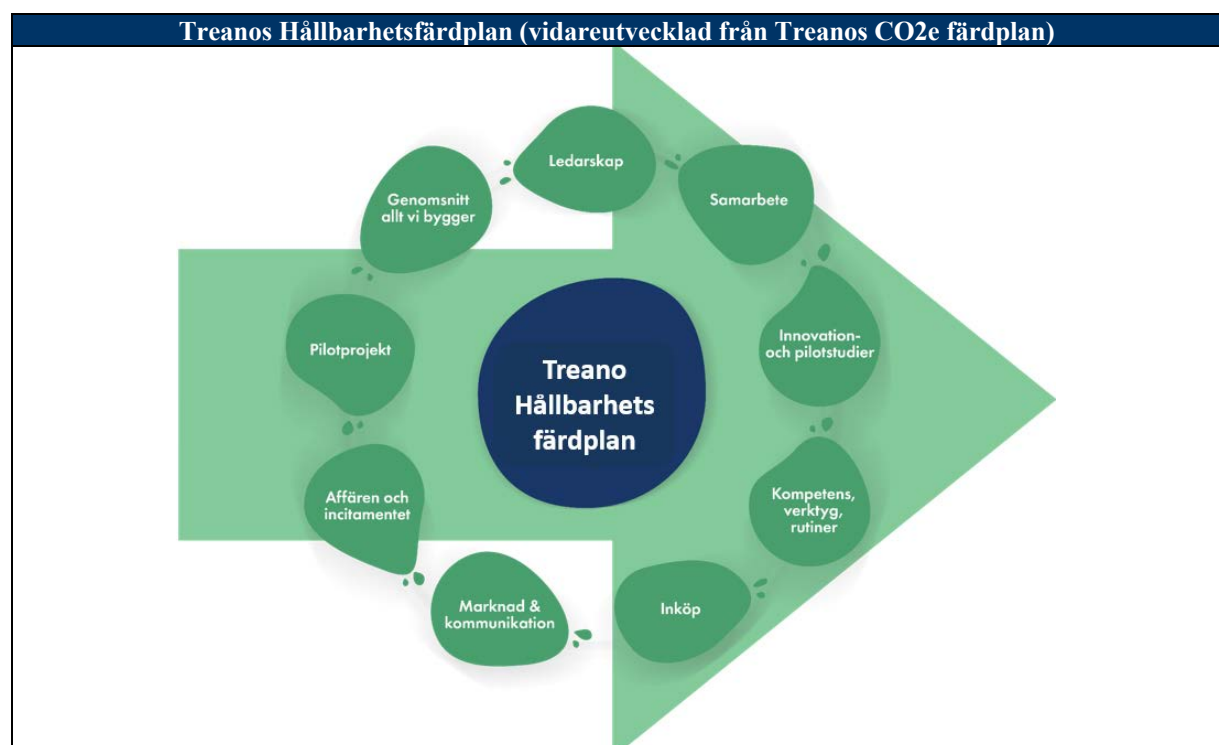 Treanos Hållbarhetsfärdplan (vidareutvecklad från Treanos CO2e färdplan)
Ledarskap
Samarbete
Innovation-
och pilotstudier
Kompetens,
verktyg,
rutiner
Inköp
Marknad &
kommunikation
Affären och
incitamentet
Pilotprojekt
Genomsnitt
allt vi bygger
Treano
Hållbarhets
färdplan